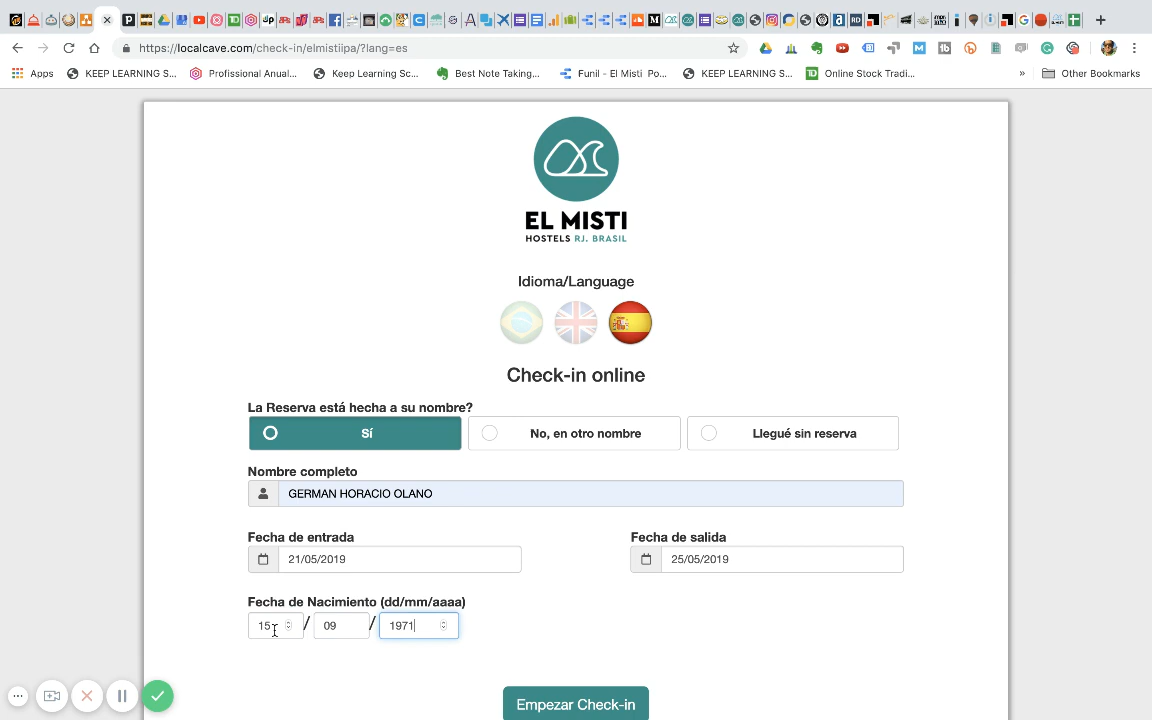 https://localcave.com/check-in/elmistiipa/?lang=es
Apps KEEP LEARNING S... Profissional Anual... Keep Learning Sc... Best Note Taking... Funil - El Misti Po... KEEP LEARNING S... Online Stock Tradi... » Other Bookmarks
EL MISTI
HOSTELS RJ. BRASIL
Idioma/Language
Check-in online
La Reserva está hecha a su nombre?
Sí No, en otro nombre Llegué sin reserva
Nombre completo
GERMAN HORACIO OLANO
Fecha de entrada Fecha de salida
21/05/2019 25/05/2019
Fecha de Nacimiento (dd/mm/aaaa)
15 / 09 / 1971
Empezar Check-in